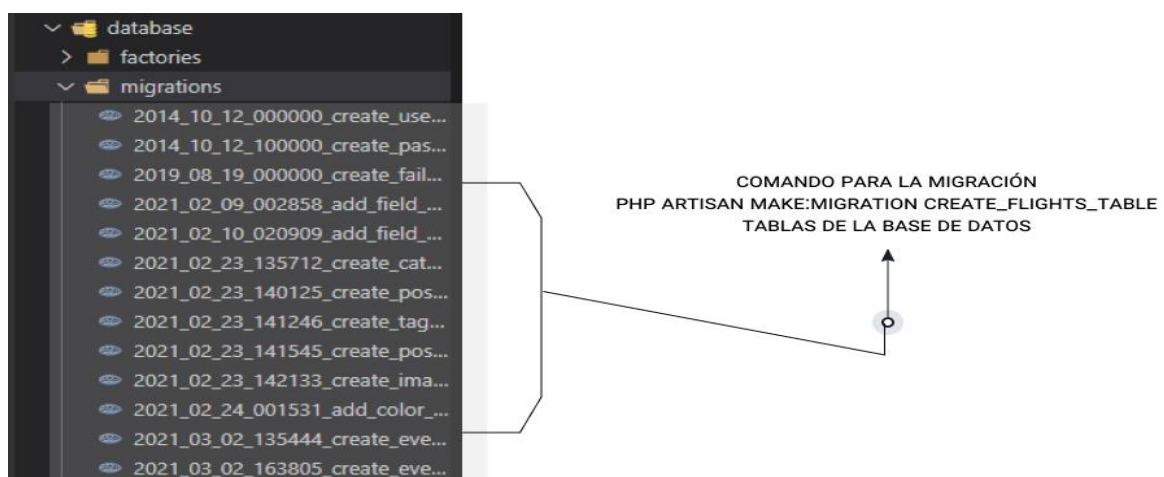 database
factories
migrations
2014_10_12_000000_create_use...
2014_10_12_100000_create_pas...
2019_08_19_000000_create_fail...
2021_02_09_002858_add_field_...
2021_02_10_020909_add_field_...
2021_02_23_135712_create_cat...
2021_02_23_140125_create_pos...
2021_02_23_141246_create_tag...
2021_02_23_141545_create_pos...
2021_02_23_142133_create_ima...
2021_02_24_001531_add_color_...
2021_03_02_135444_create_eve...
2021_03_02_163805_create_eve...
COMANDO PARA LA MIGRACIÓN
PHP ARTISAN MAKE:MIGRATION CREATE_FLIGHTS_TABLE
TABLAS DE LA BASE DE DATOS